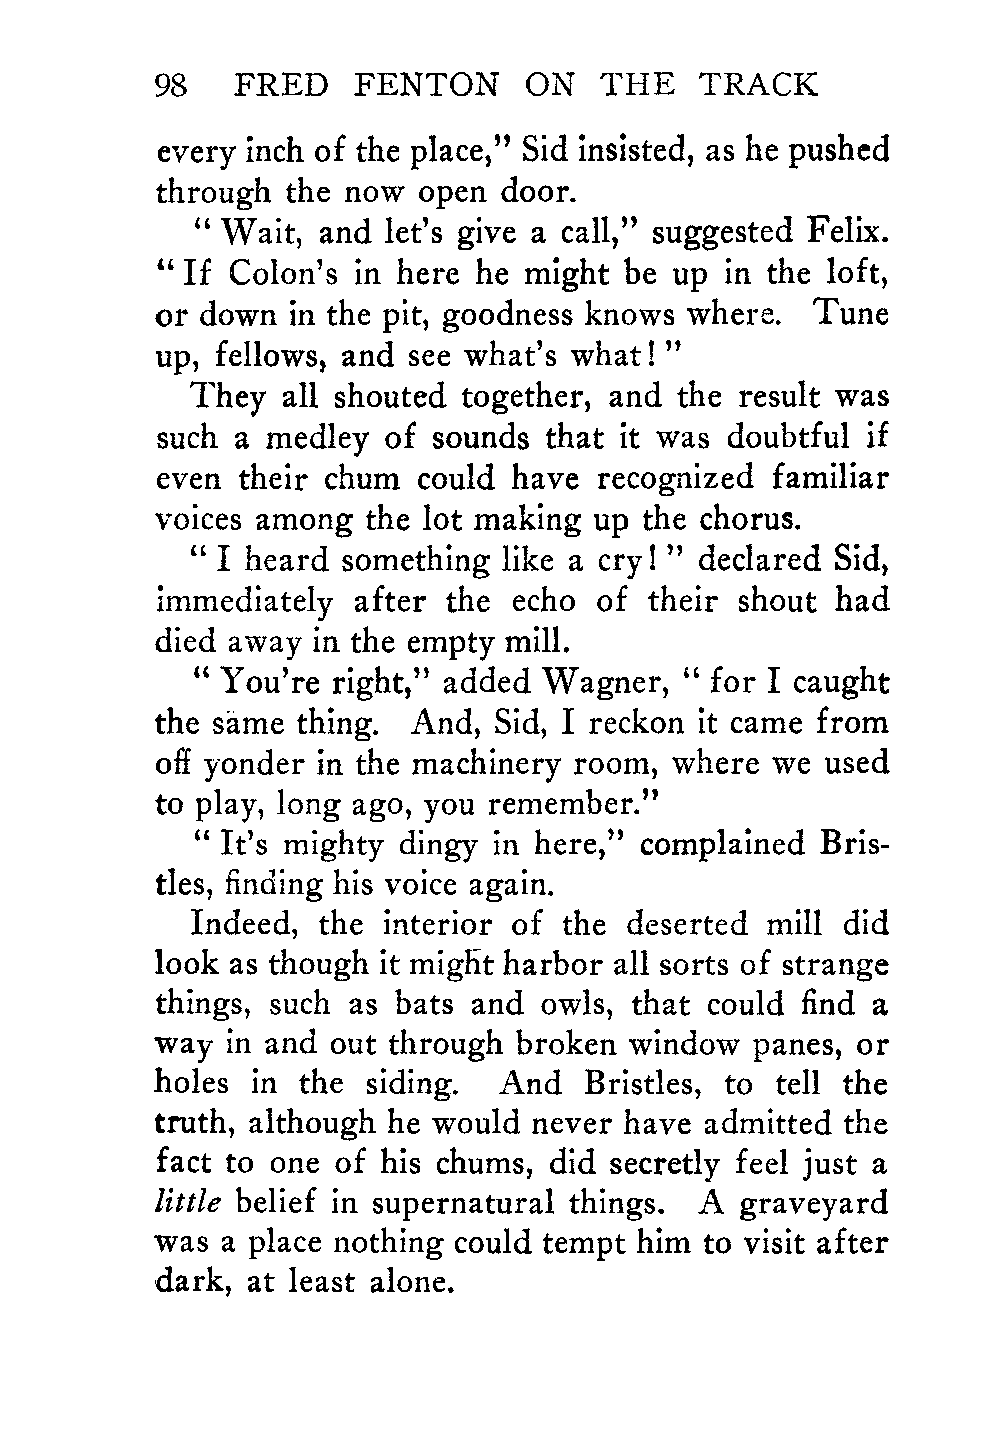 98 FRED FENTON ON THE TRACK
every inch of the place,” Sid insisted, as he pushed
through the now open door.
“ Wait, and let’s give a call,” suggested Felix.
“ If Colon’s in here he might be up in the loft,
or down in the pit, goodness knows where. Tune
up, fellows, and see what’s what! ”
They all shouted together, and the result was
such a medley of sounds that it was doubtful if
even their chum could have recognized familiar
voices among the lot making up the chorus.
“ I heard something like a cry! ” declared Sid,
immediately after the echo of their shout had
died away in the empty mill.
“ You’re right,” added Wagner, “ for I caught
the same thing. And, Sid, I reckon it came from
off yonder in the machinery room, where we used
to play, long ago, you remember.”
“ It’s mighty dingy in here,” complained Bris-
tles, finding his voice again.
Indeed, the interior of the deserted mill did
look as though it might harbor all sorts of strange
things, such as bats and owls, that could find a
way in and out through broken window panes, or
holes in the siding. And Bristles, to tell the
truth, although he would never have admitted the
fact to one of his chums, did secretly feel just a
little belief in supernatural things. A graveyard
was a place nothing could tempt him to visit after
dark, at least alone.